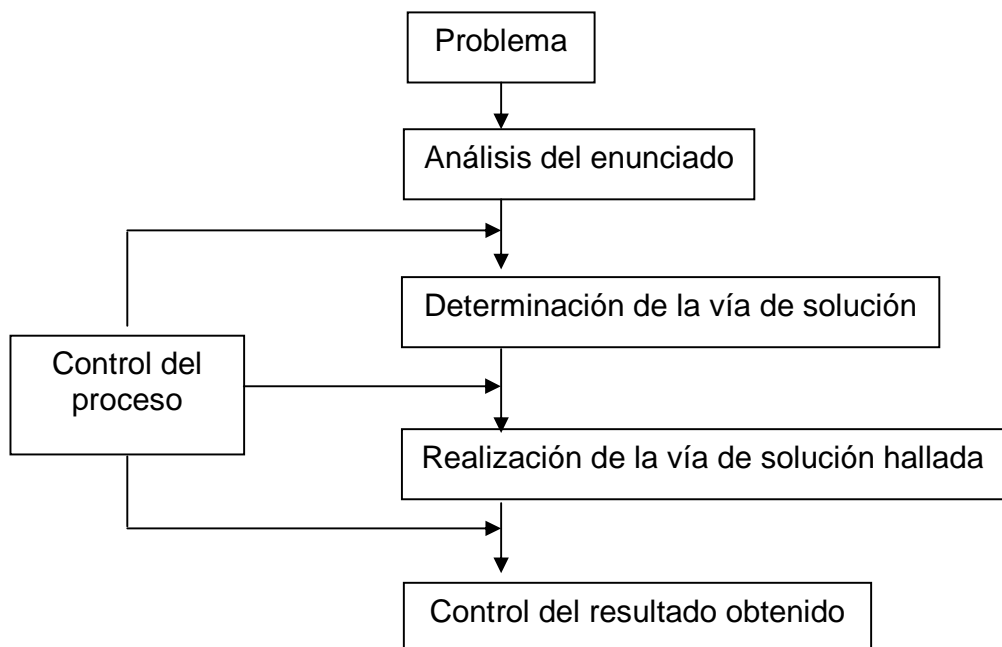 Problema
Análisis del enunciado
Determinación de la vía de solución
Control del
proceso
Realización de la vía de solución hallada
Control del resultado obtenido